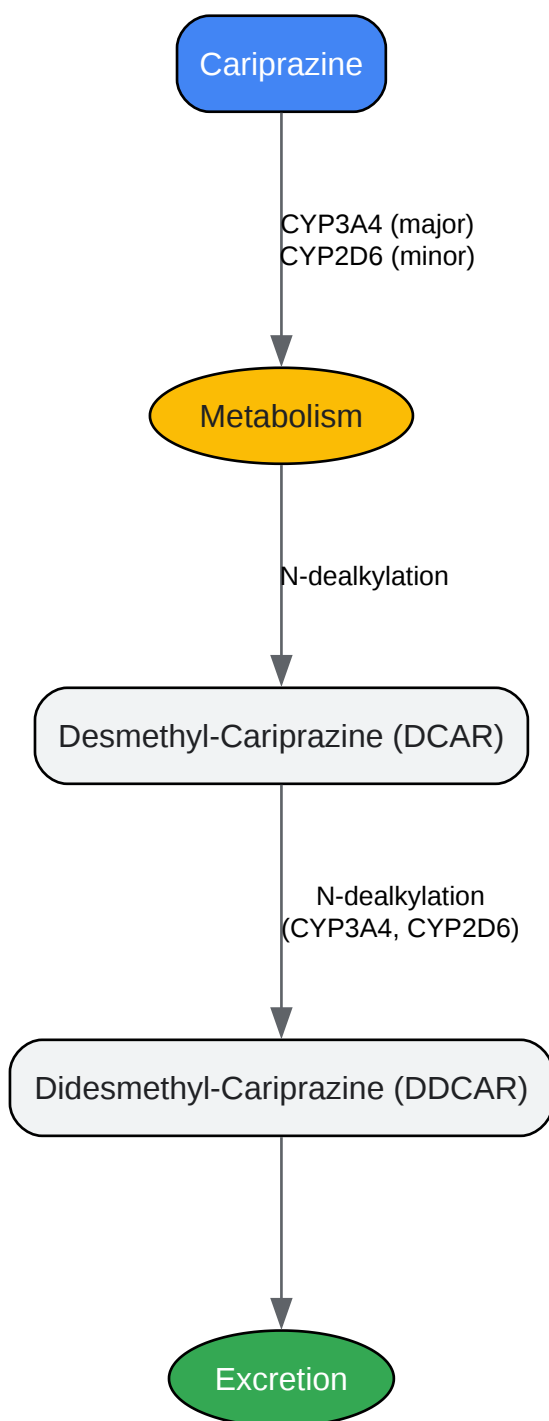 Cariprazine
CYP3A4 (major)
CYP2D6 (minor)
Metabolism
N-dealkylation
Desmethyl-Cariprazine (DCAR)
N-dealkylation
(CYP3A4, CYP2D6)
Didesmethyl-Cariprazine (DDCAR)
Excretion